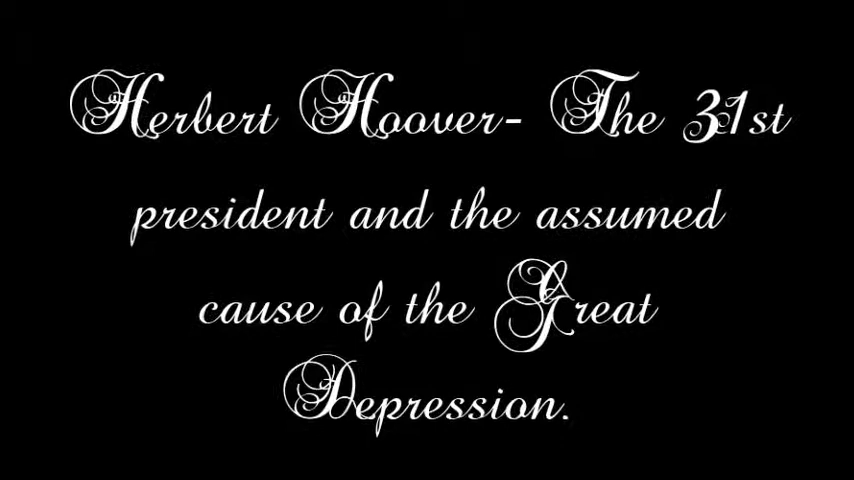 Herbert Hoover- The 31st
president and the assumed
cause of the Great
Depression.